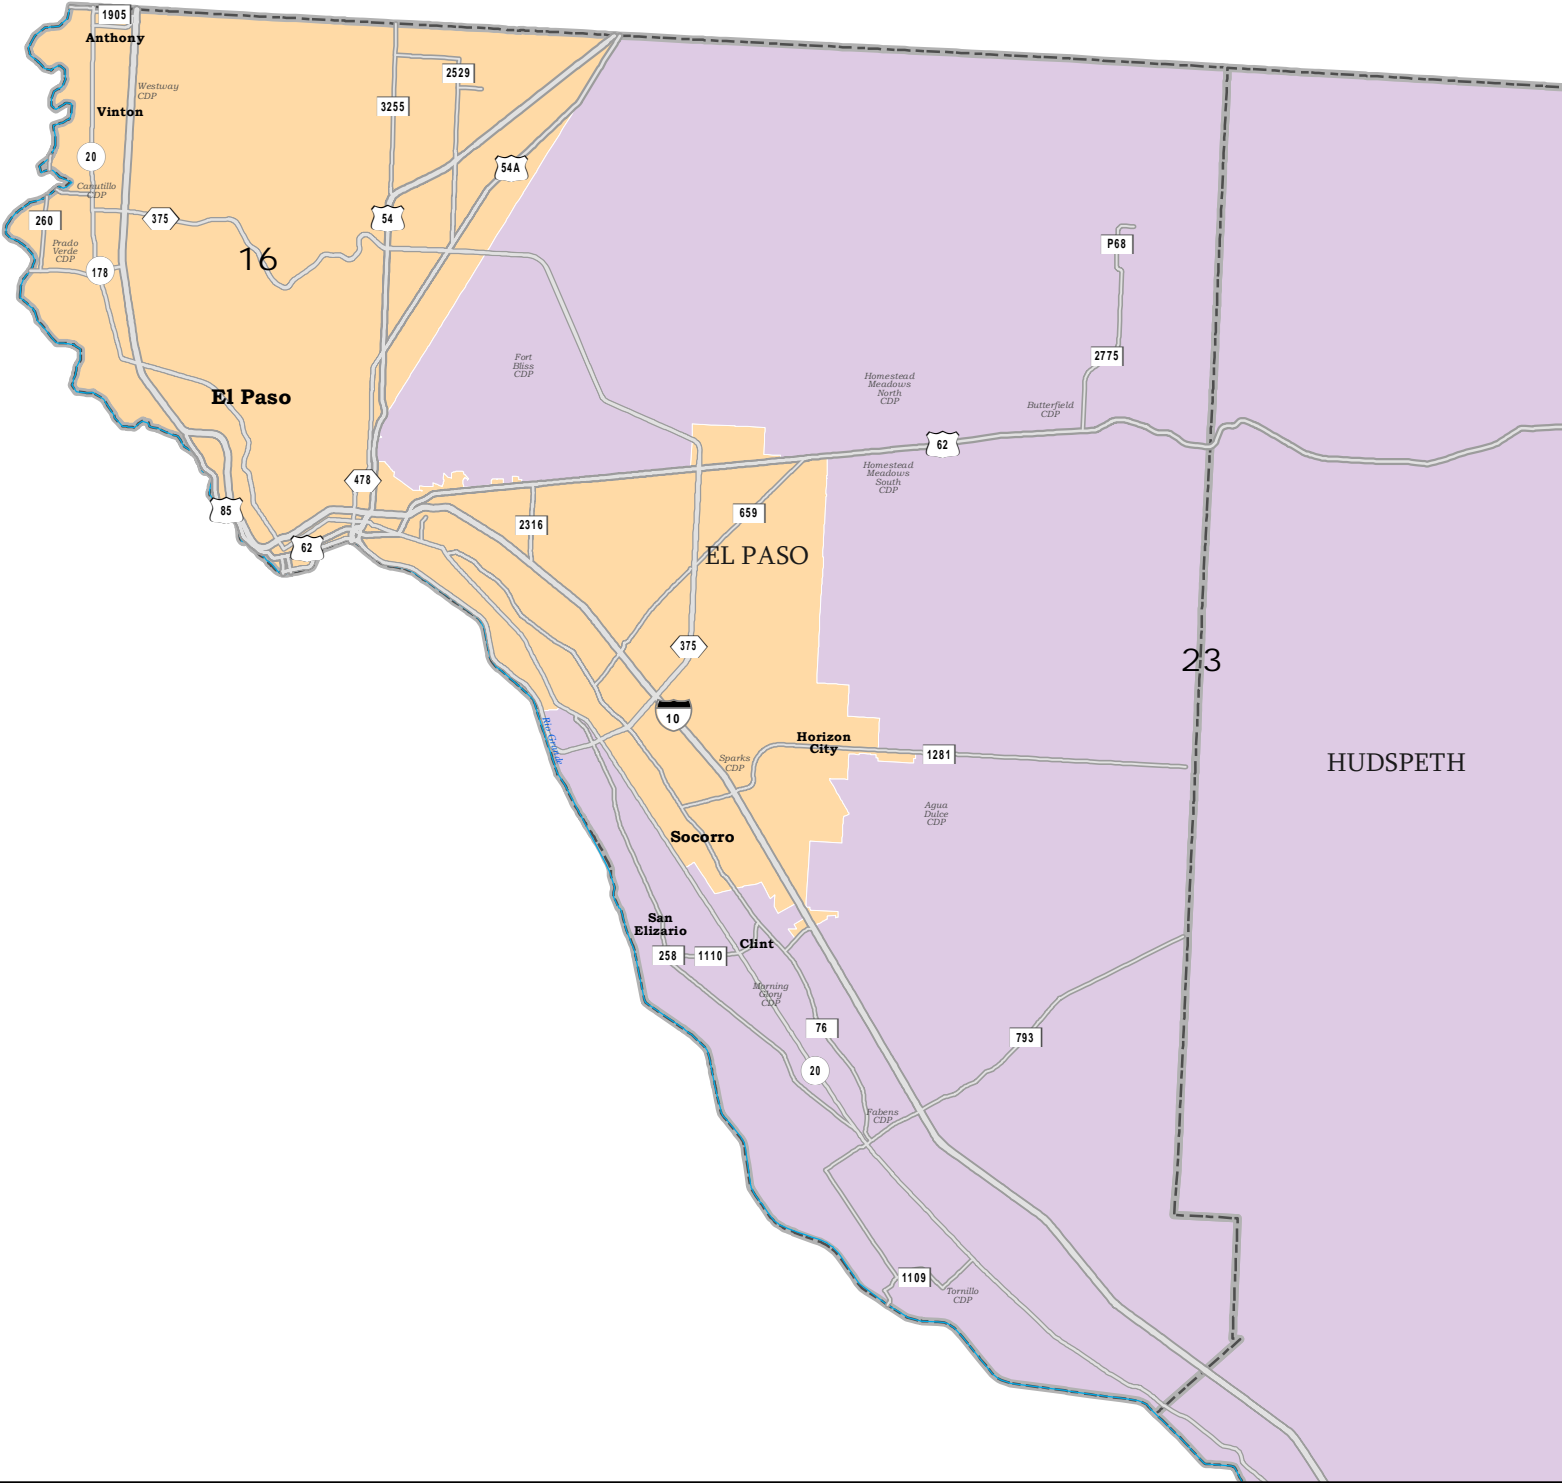 1905
Anthony
Westway
CDP
2529
3255
Vinton
20
54A
Canutillo
CDP
260
375
54
P68
Prado
Verde
CDP
16
178
Fort
Bliss
CDP
2775
Homestead
Meadows
North
CDP
El Paso
Butterfield
CDP
62
Homestead
Meadows
South
CDP
478
85
659
2316
62
EL PASO
375
23
10
Rio Grande
Horizon
City
1281
Sparks
CDP
HUDSPETH
Agua
Dulce
CDP
Socorro
San
Elizario
Clint
258
1110
Morning
Glory
CDP
76
793
20
Fabens
CDP
1109
Tornillo
CDP